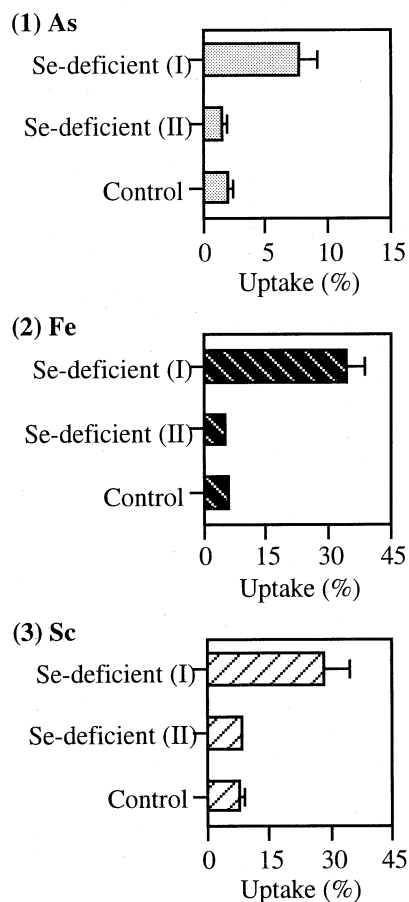 (1) As
Se-deficient (I)
Se-deficient (II)
Control
0 5 10 15
Uptake (%)
(2) Fe
Se-deficient (I)
Se-deficient (II)
Control
0 15 30 45
Uptake (%)
(3) Sc
Se-deficient (I)
Se-deficient (II)
Control
0 15 30 45
Uptake (%)